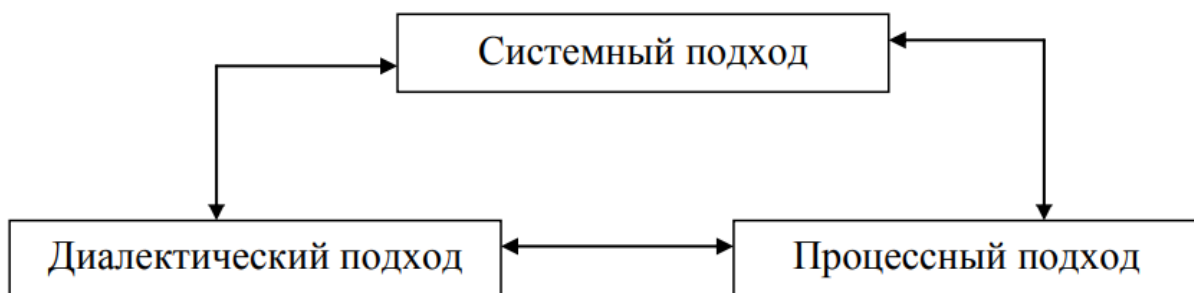 Системный подход
Диалектический подход
Процессный подход